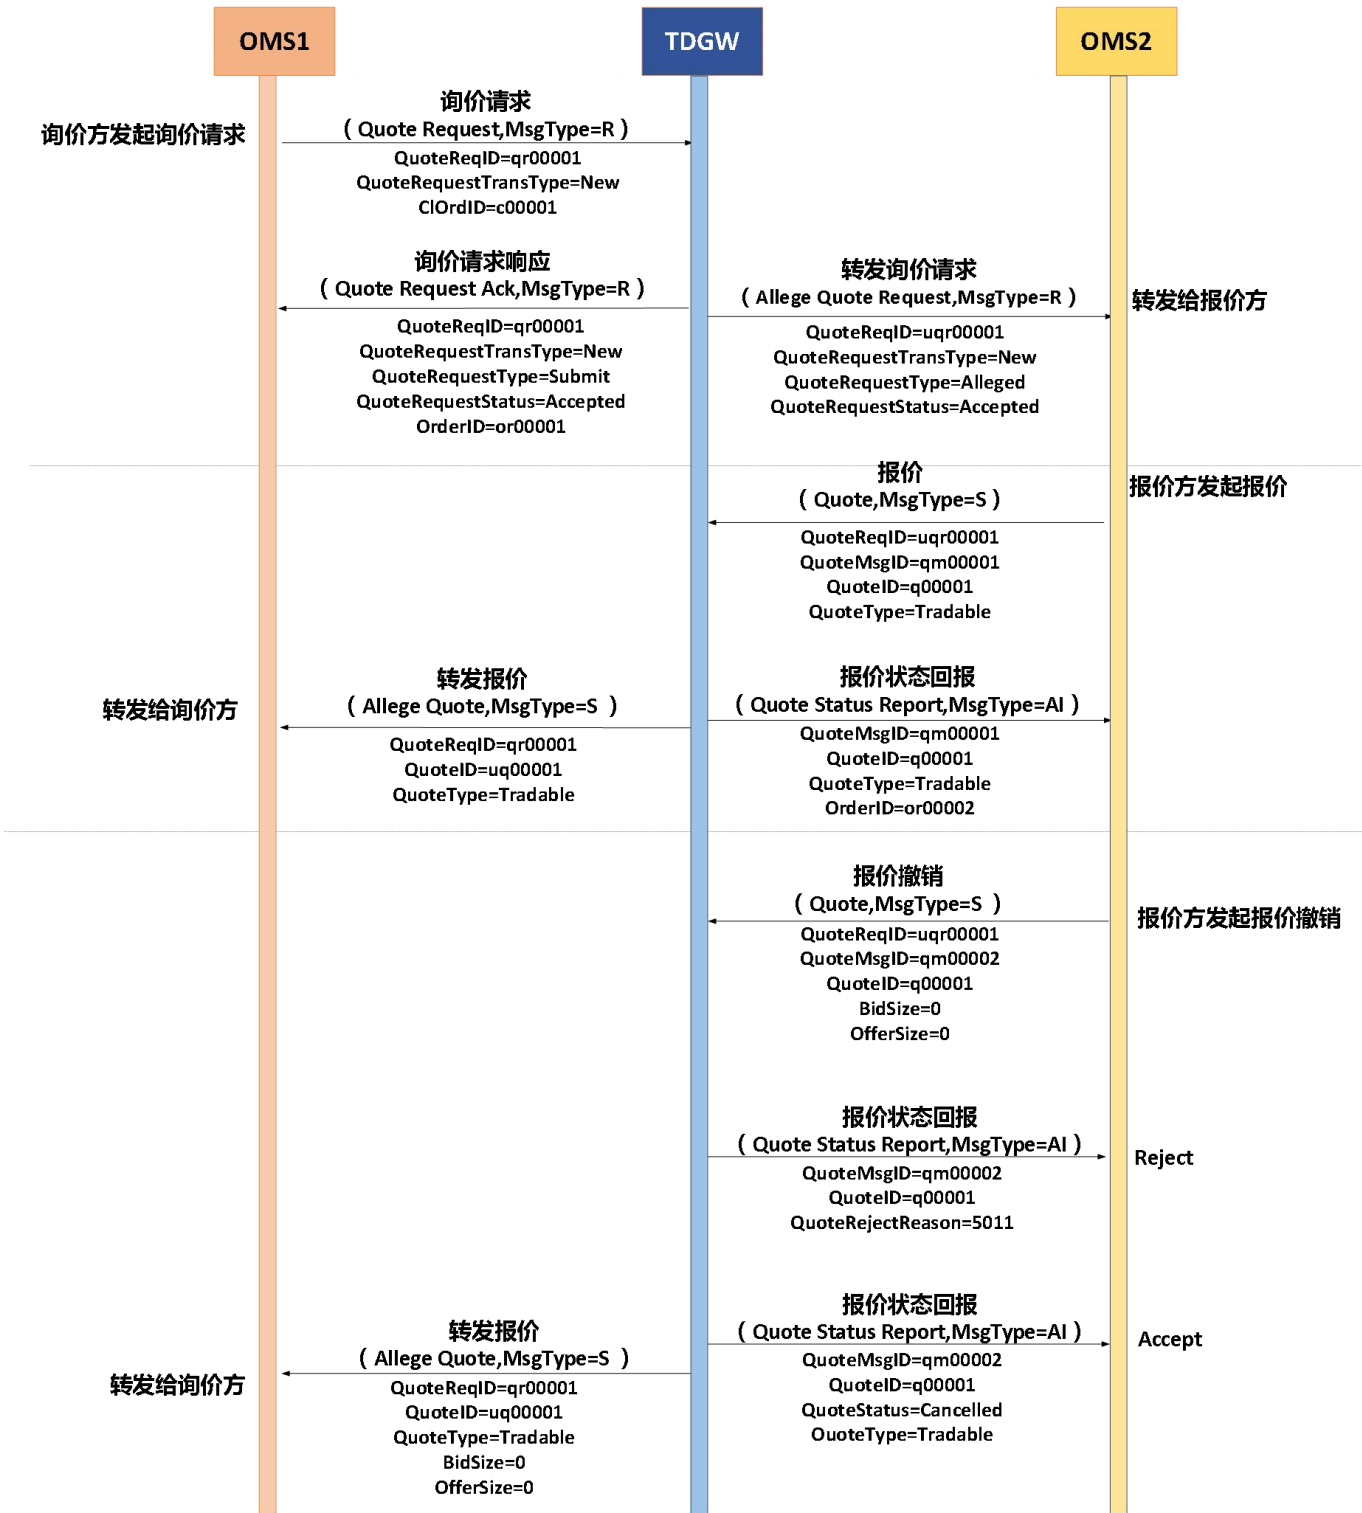 OMS1
TDGW
OMS2
询价请求
( Quote Request,MsgType=R )
询价方发起询价请求
QuoteReqID=qr00001
QuoteRequestTransType=New
ClOrdID=c00001
询价请求响应
( Quote Request Ack,MsgType=R )
QuoteReqID=qr00001
QuoteRequestTransType=New
QuoteRequestType=Submit
QuoteRequestStatus=Accepted
OrderID=or00001
转发询价请求
(Allege Quote Request,MsgType=R )
转发给报价方
QuoteReqID=uqr00001
QuoteRequestTransType=New
QuoteRequestType=Alleged
QuoteRequestStatus=Accepted
报价
( Quote,MsgType=S )
报价方发起报价
QuoteReqID=uqr00001
QuoteMsgID=qm00001
QuoteID=q00001
QuoteType=Tradable
转发报价
( Allege Quote,MsgType=S )
转发给询价方
QuoteReqID=qr00001
QuoteID=uq00001
QuoteType=Tradable
报价状态回报
(Quote Status Report,MsgType=AI )
QuoteMsgID=qm00001
QuoteID=q00001
QuoteType=Tradable
OrderID=or00002
报价撤销
( Quote,MsgType=S )
报价方发起报价撤销
QuoteReqID=uqr00001
QuoteMsgID=qm00002
QuoteID=q00001
BidSize=0
OfferSize=0
报价状态回报
( Quote Status Report,MsgType=AI )
Reject
QuoteMsgID=qm00002
QuoteID=q00001
QuoteRejectReason=5011
报价状态回报
( Quote Status Report,MsgType=AI )
Accept
QuoteMsgID=qm00002
QuoteID=q00001
QuoteStatus=Cancelled
OuoteType=Tradable
转发报价
( Allege Quote,MsgType=S )
转发给询价方
QuoteReqID=qr00001
QuoteID=uq00001
QuoteType=Tradable
BidSize=0
OfferSize=0